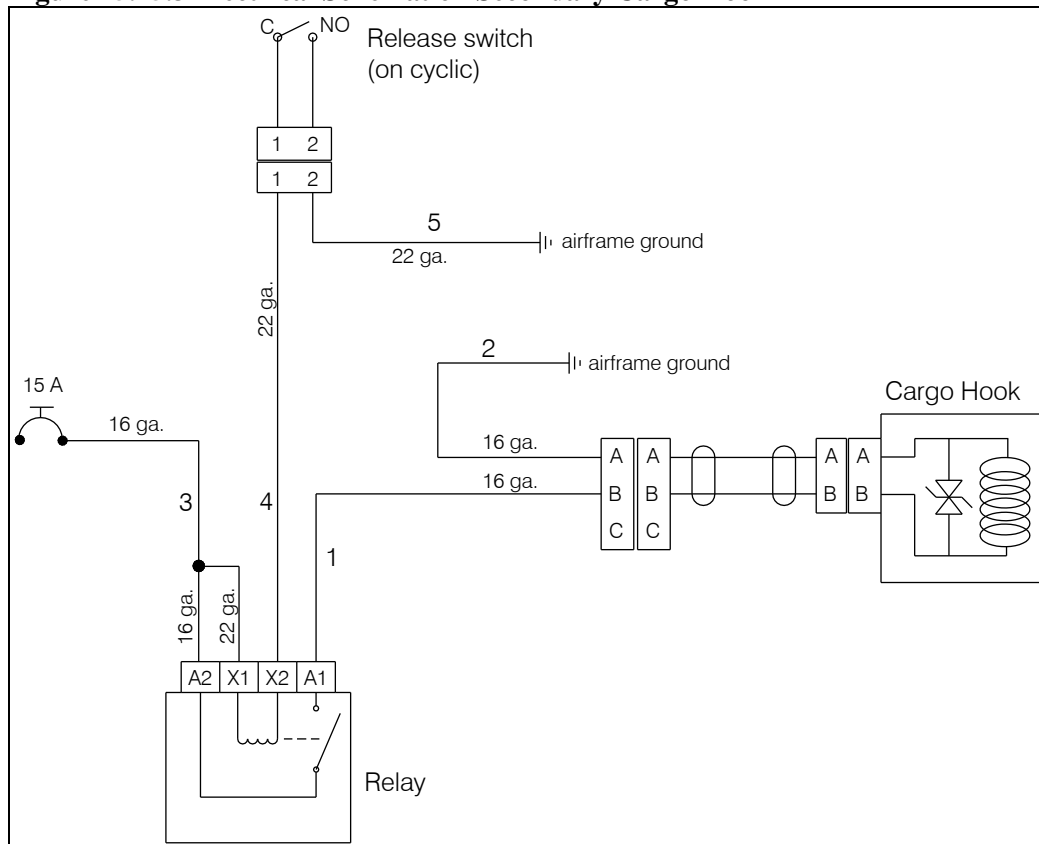 C NO
Release switch
(on cyclic)
1 2
1 2
5
22 ga.
airframe ground
22 ga.
2
airframe ground
15 A
16 ga.
Cargo Hook
16 ga.
16 ga.
A A A A
B B B B
C C
3
4
1
16 ga.
22 ga.
A2 X1 X2 A1
Relay